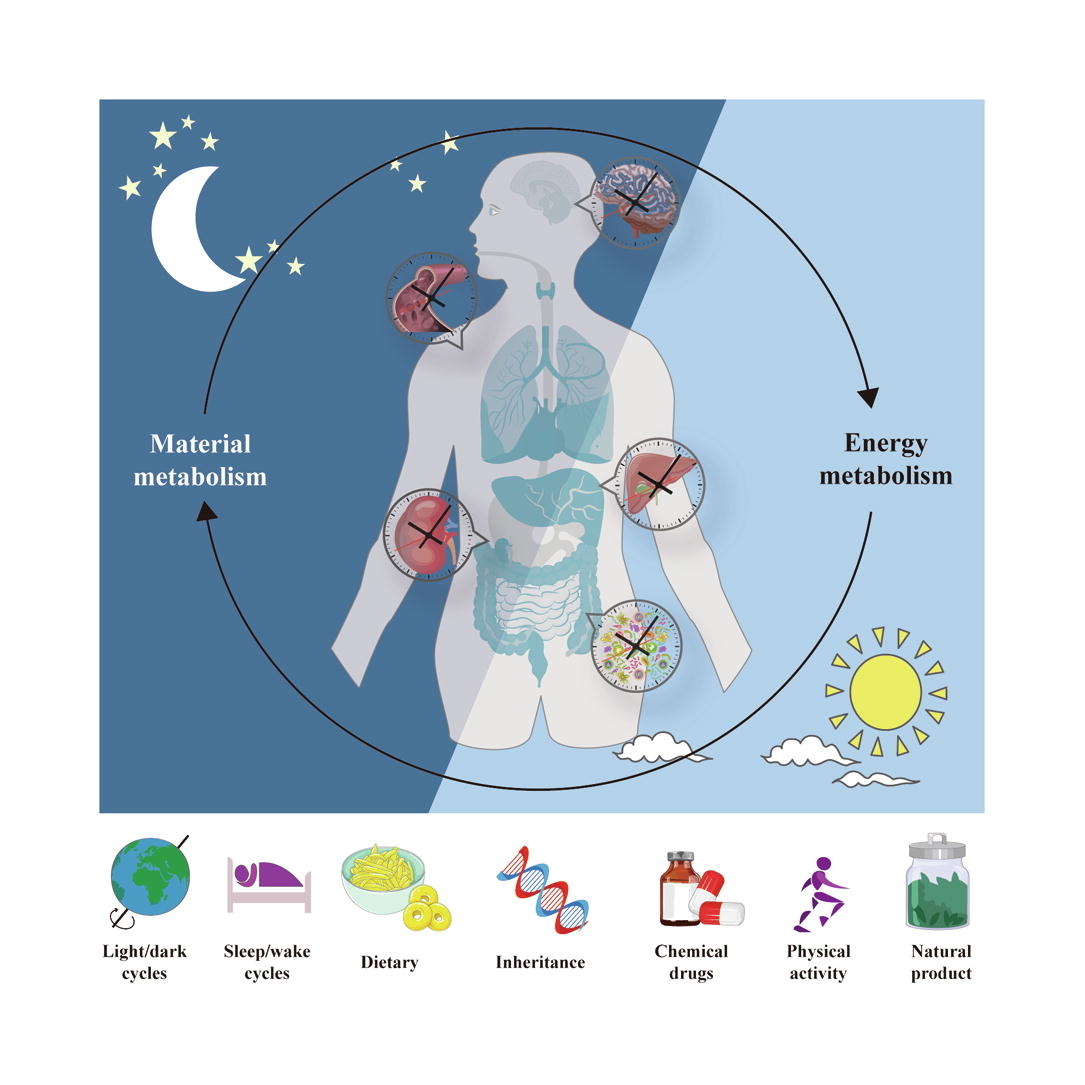 Material
metabolism
Energy
metabolism
Light/dark
cycles
Sleep/wake
cycles
Dietary
Inheritance
Chemical
drugs
Physical
activity
Natural
product